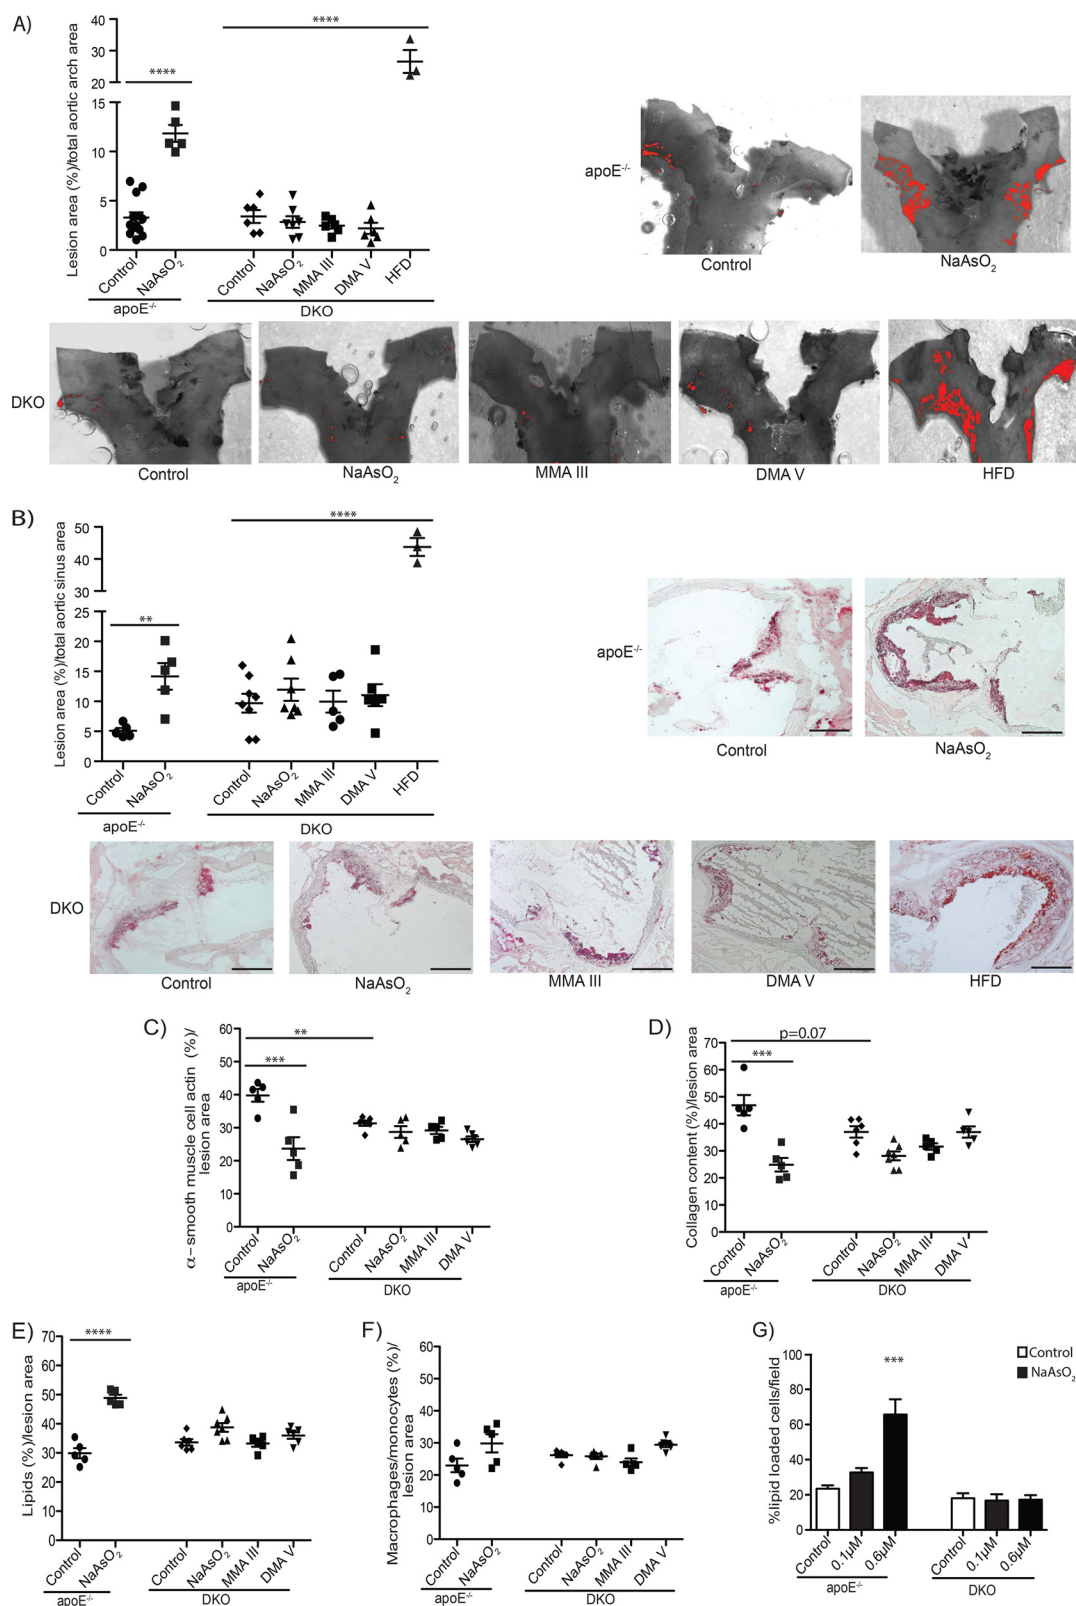 A)
Lesion area (%)/total aortic arch area
40
30
20
15
10
5
0
****
****
Control
NaAsO₂
Control
NaAsO₂
MMA III
DMA V
HFD
apoE⁻/⁻
DKO
apoE⁻/⁻
Control
NaAsO₂
DKO
Control
NaAsO₂
MMA III
DMA V
HFD
B)
Lesion area (%)/total aortic sinus area
50
40
30
25
20
15
10
5
0
**
****
Control
NaAsO₂
Control
NaAsO₂
MMA III
DMA V
HFD
apoE⁻/⁻
DKO
apoE⁻/⁻
Control
NaAsO₂
DKO
Control
NaAsO₂
MMA III
DMA V
HFD
C)
α-smooth muscle cell actin (%)/
lesion area
60
50
40
30
20
10
0
**
***
Control
NaAsO₂
Control
NaAsO₂
MMA III
DMA V
apoE⁻/⁻
DKO
D)
Collagen content (%)/lesion area
70
60
50
40
30
20
10
0
p=0.07
***
Control
NaAsO₂
Control
NaAsO₂
MMA III
DMA V
apoE⁻/⁻
DKO
E)
Lipids (%)/lesion area
70
60
50
40
30
20
10
0
****
Control
NaAsO₂
Control
NaAsO₂
MMA III
DMA V
apoE⁻/⁻
DKO
F)
Macrophages/monocytes (%)/
lesion area
60
50
40
30
20
10
0
Control
NaAsO₂
Control
NaAsO₂
MMA III
DMA V
apoE⁻/⁻
DKO
G)
%lipid loaded cells/field
100
80
60
40
20
0
***
Control
NaAsO₂
Control
0.1µM
0.6µM
Control
0.1µM
0.6µM
apoE⁻/⁻
DKO